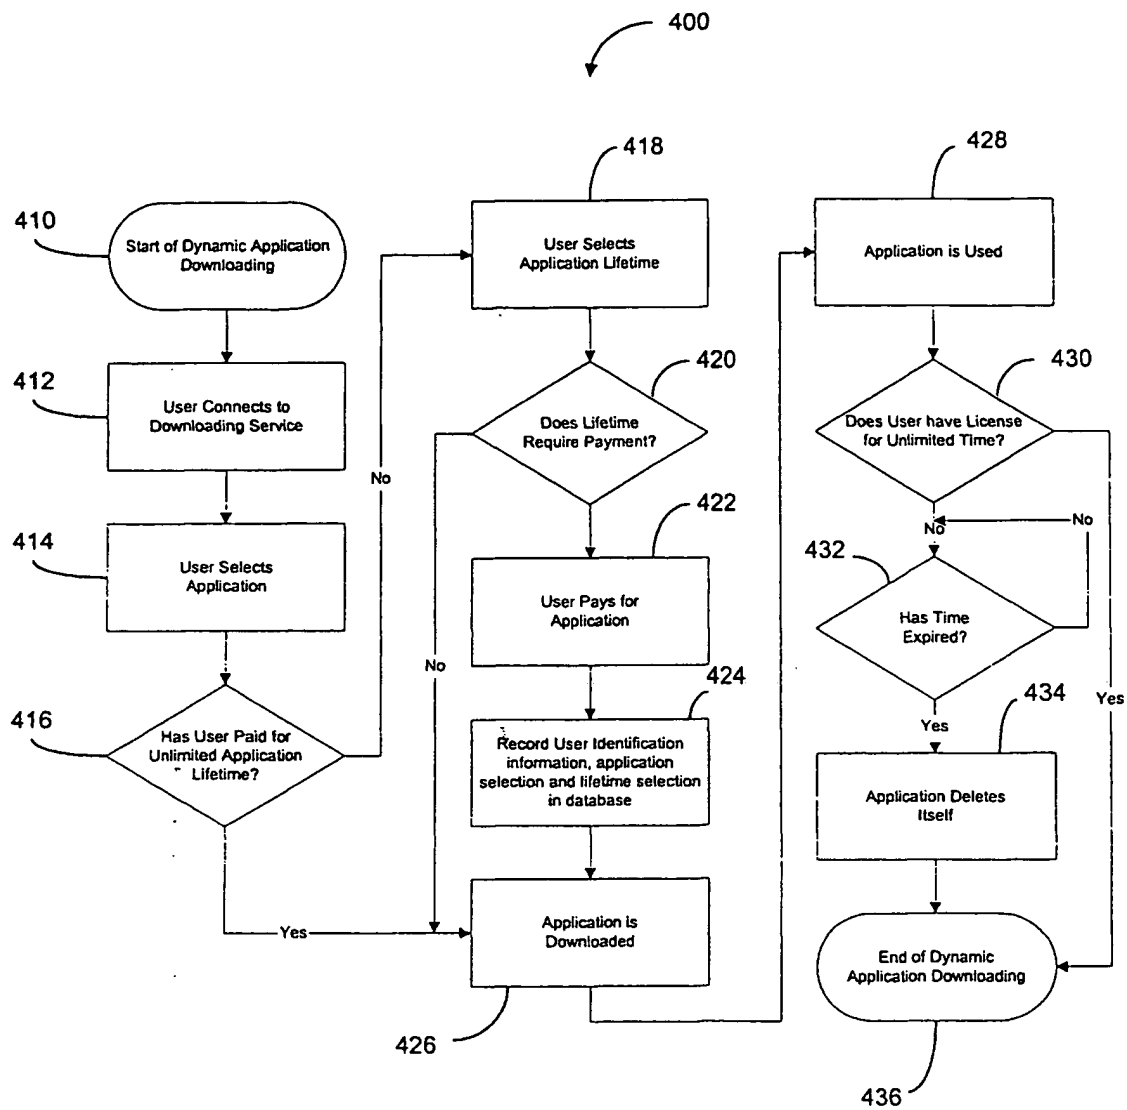 400
410
Start of Dynamic Application
Downloading
412
User Connects to
Downloading Service
414
User Selects
Application
416
Has User Paid for
Unlimited Application
Lifetime?
No
Yes
418
User Selects
Application Lifetime
420
Does Lifetime
Require Payment?
No
422
User Pays for
Application
424
Record User Identification
information, application
selection and lifetime selection
in database
Application is
Downloaded
426
428
Application is Used
430
Does User have License
for Unlimited Time?
No
No
432
Has Time
Expired?
Yes
Yes
434
Application Deletes
Itself
End of Dynamic
Application Downloading
436